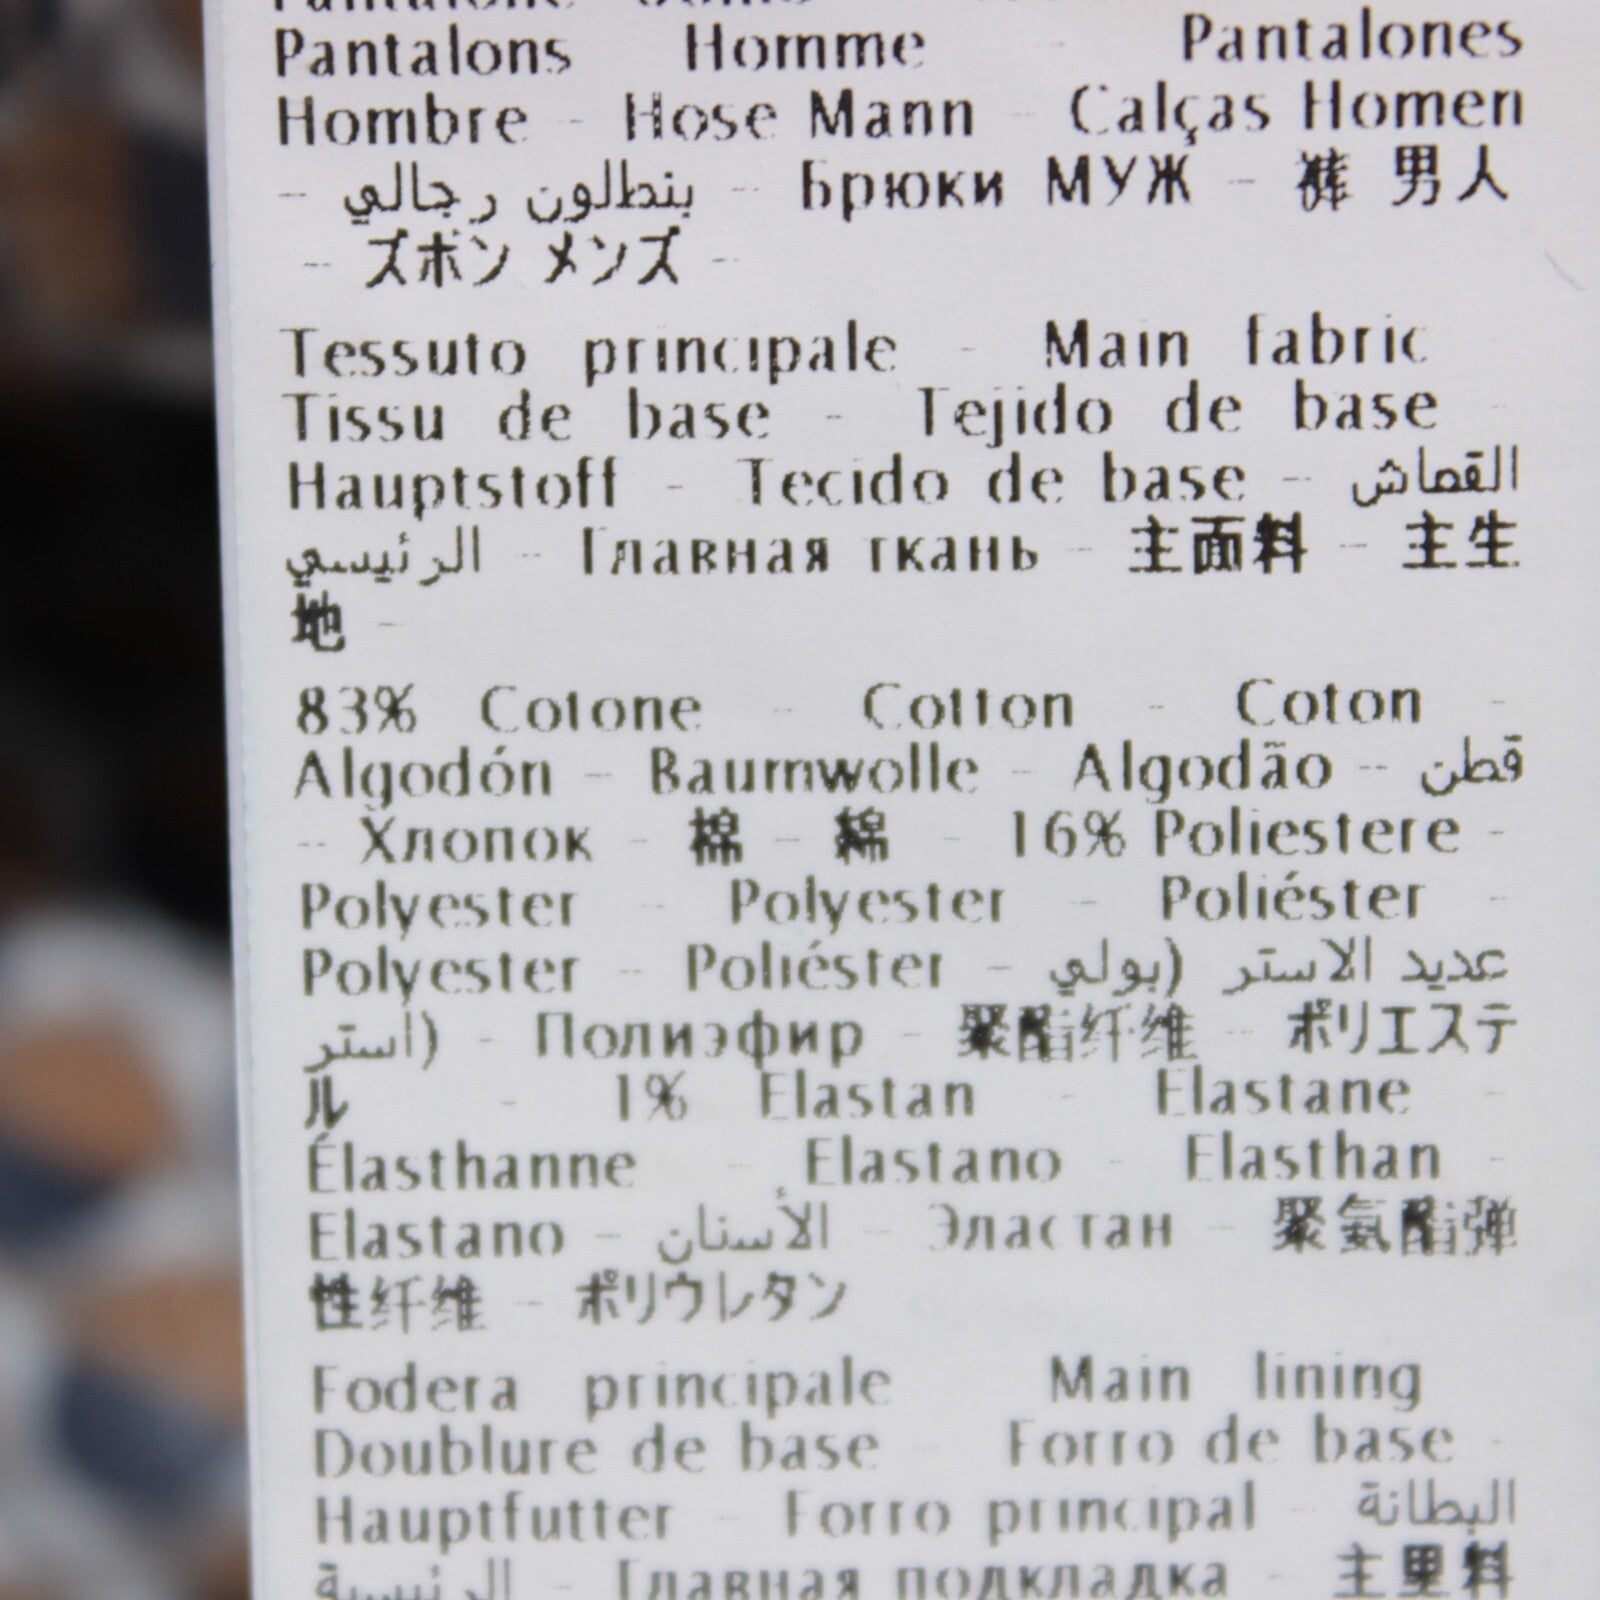 Pantalons Homme - Pantalones
Hombre - Hose Mann - Calças Homen
- بنطلون رجالي - Брюки МУЖ - 裤 男人
- ズボン メンズ -
Tessuto principale - Main fabric
Tissu de base - Tejido de base -
Hauptstoff - Tecido de base - القماش
الرئيسي - Главная ткань - 主面料 - 主生
地 -
83% Cotone - Cotton - Coton -
Algodón - Baumwolle - Algodão - قطن
- Хлопок - 棉 - 綿 - 16% Poliestere -
Polyester - Polyester - Poliéster -
Polyester - Poliéster - عديد الاستر (بولي
استر) - Полиэфир - 聚酯纤维 - ポリエステ
ル - 1% Elastan - Elastane -
Élasthanne - Elastano - Elasthan -
Elastano - الأسنان - Эластан - 聚氨酯弹
性纤维 - ポリウレタン
Fodera principale Main lining
Doublure de base - Forro de base -
Hauptfutter - Forro principal - البطانة
الرئيسية - Главная подкладка - 主里料